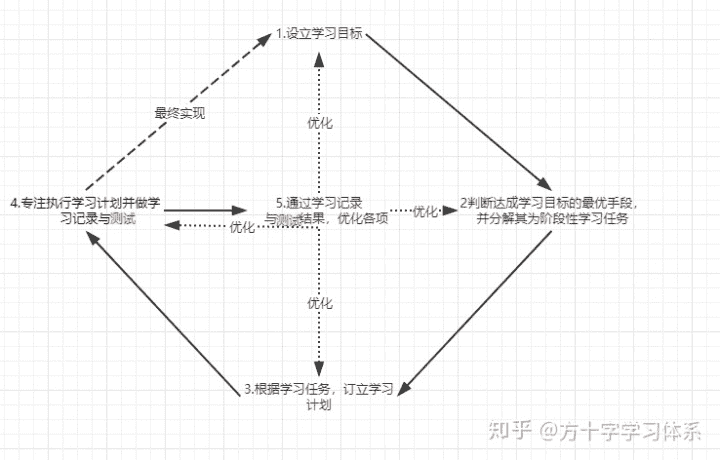 1.设立学习目标
最终实现
优化
4.专注执行学习计划并做学
习记录与测试
5.通过学习记录
与测试结果，优化各项
优化
2判断达成学习目标的最优手段，
并分解其为阶段性学习任务
优化
优化
3.根据学习任务，订立学习
计划
知乎 @方十字学习体系